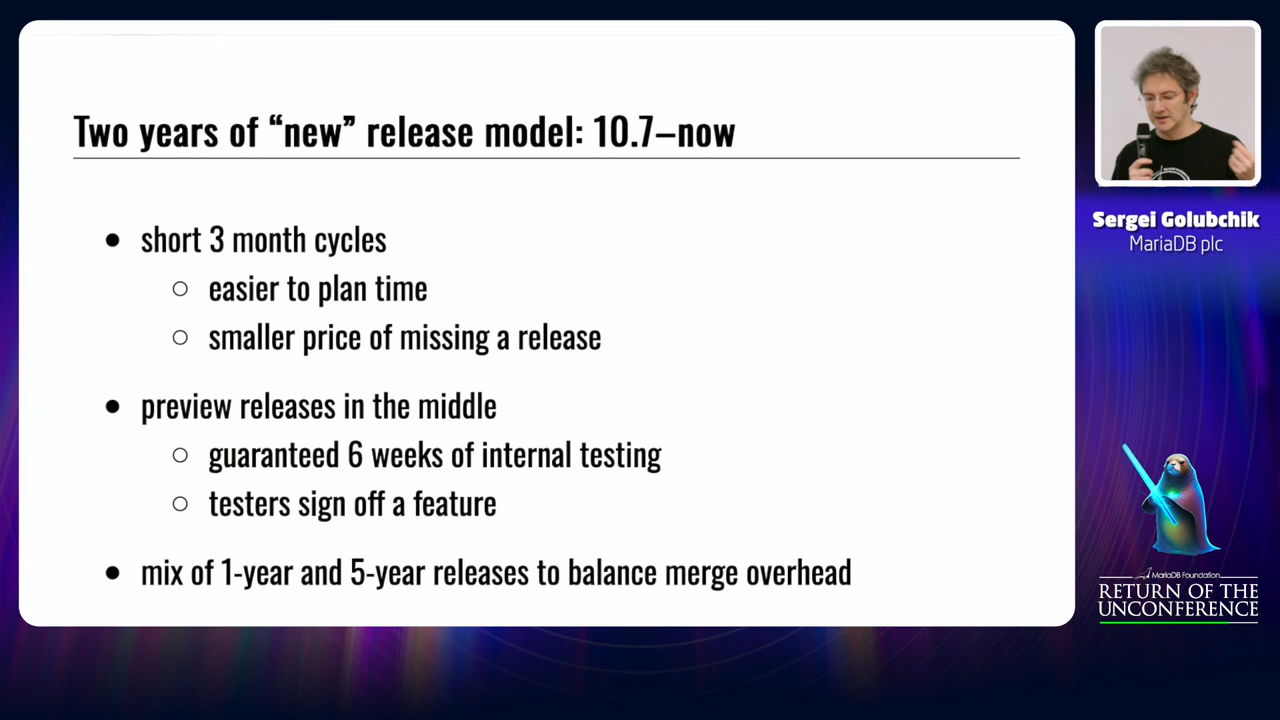 Two years of “new” release model: 10.7–now
● short 3 month cycles
○ easier to plan time
○ smaller price of missing a release
● preview releases in the middle
○ guaranteed 6 weeks of internal testing
○ testers sign off a feature
● mix of 1-year and 5-year releases to balance merge overhead
Sergei Golubchik
MariaDB plc
MariaDB Foundation
RETURN OF THE
UNCONFERENCE